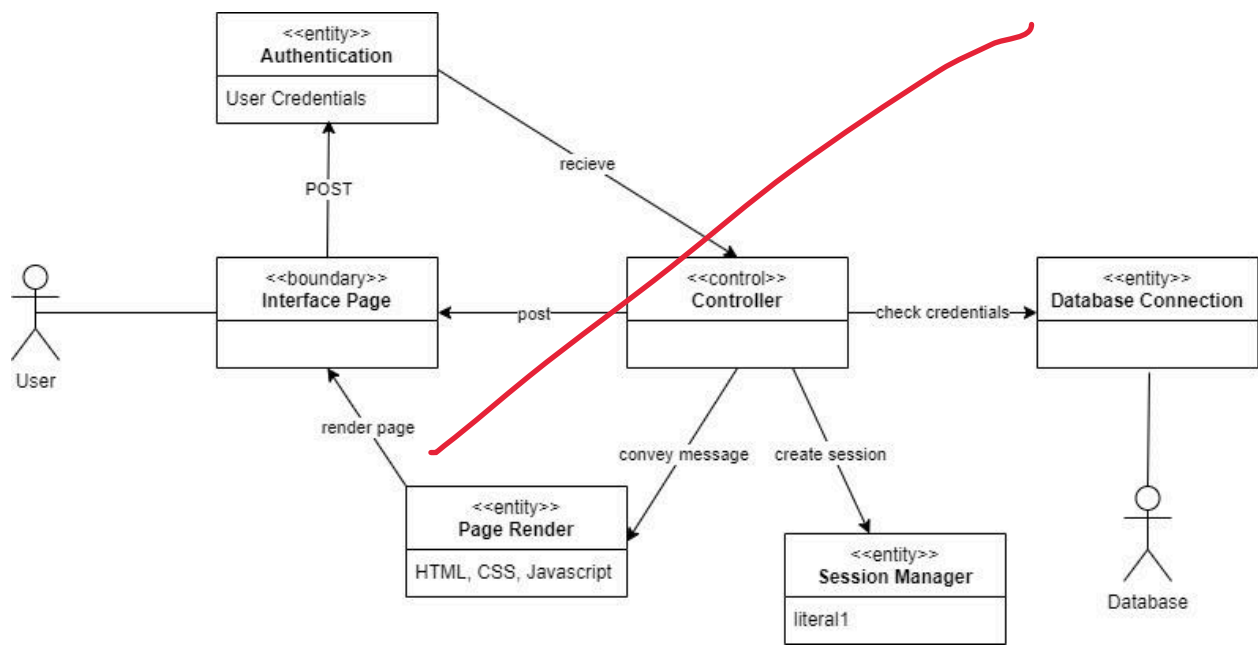 <<entity>>
Authentication
User Credentials
recieve
POST
<<boundary>>
Interface Page
<<control>>
Controller
<<entity>>
Database Connection
post
check credentials
User
render page
convey message
create session
<<entity>>
Page Render
HTML, CSS, Javascript
<<entity>>
Session Manager
literal1
Database